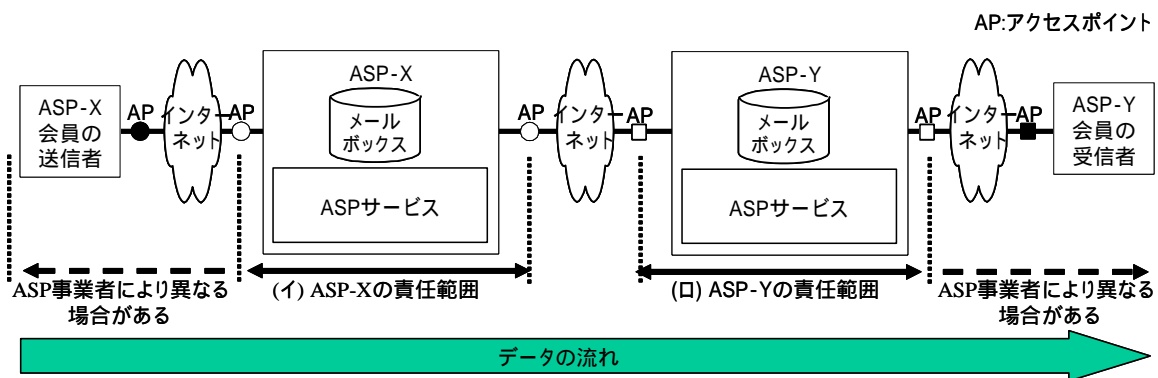 AP:アクセスポイント
ASP-X
会員の
送信者
AP
インター
ネット
AP
ASP-X
メール
ボックス
ASPサービス
AP
インター
ネット
AP
ASP-Y
メール
ボックス
ASPサービス
AP
インター
ネット
AP
ASP-Y
会員の
受信者
ASP事業者により異なる
場合がある
(イ) ASP-Xの責任範囲
(ロ) ASP-Yの責任範囲
ASP事業者により異なる
場合がある
データの流れ